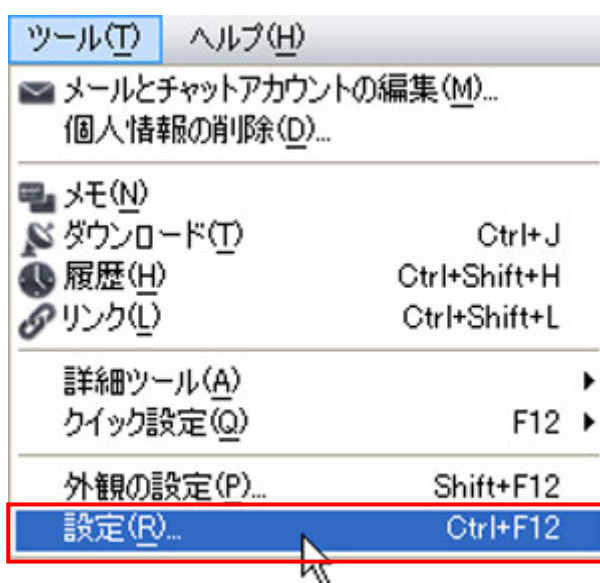 ツール(T) ヘルプ(H)
メールとチャットアカウントの編集(M)...
個人情報の削除(D)...
メモ(N)
ダウンロード(T) Ctrl+J
履歴(H) Ctrl+Shift+H
リンク(L) Ctrl+Shift+L
詳細ツール(A)
クイック設定(Q) F12
外観の設定(P)... Shift+F12
設定(R)... Ctrl+F12